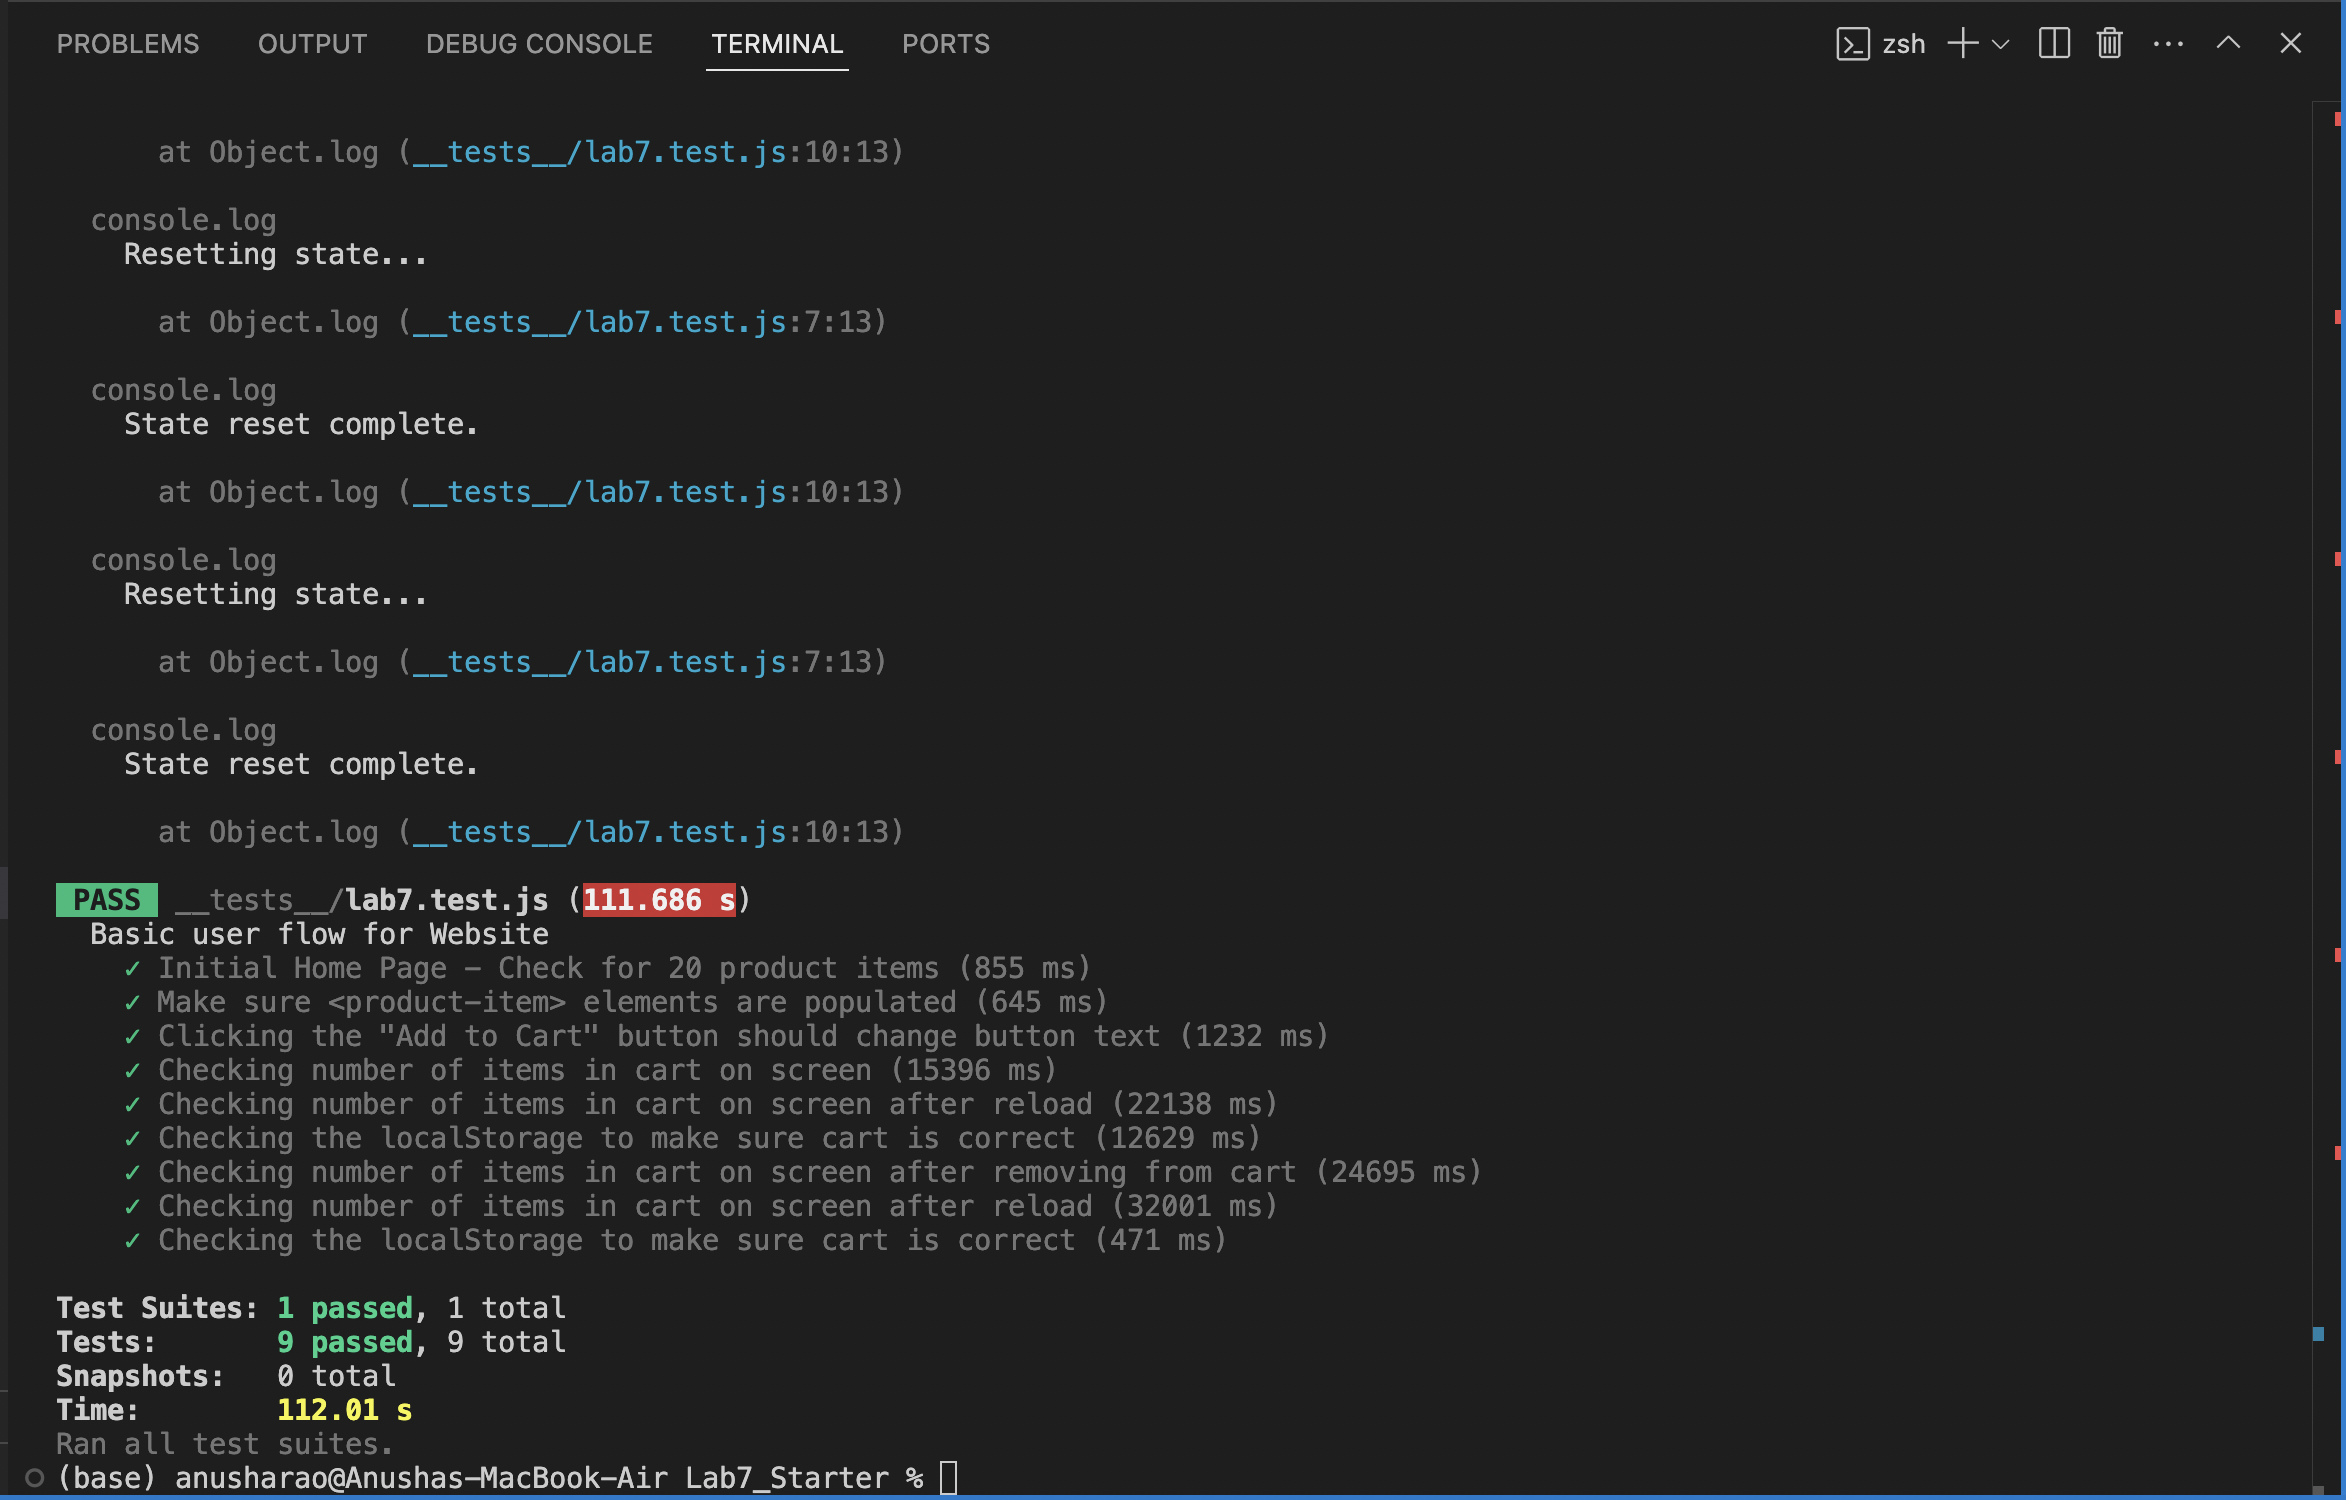 PROBLEMS OUTPUT DEBUG CONSOLE TERMINAL PORTS zsh
at Object.log (__tests__/lab7.test.js:10:13)
console.log
Resetting state...
at Object.log (__tests__/lab7.test.js:7:13)
console.log
State reset complete.
at Object.log (__tests__/lab7.test.js:10:13)
console.log
Resetting state...
at Object.log (__tests__/lab7.test.js:7:13)
console.log
State reset complete.
at Object.log (__tests__/lab7.test.js:10:13)
PASS __tests__/lab7.test.js (111.686 s)
Basic user flow for Website
✓ Initial Home Page – Check for 20 product items (855 ms)
✓ Make sure <product-item> elements are populated (645 ms)
✓ Clicking the "Add to Cart" button should change button text (1232 ms)
✓ Checking number of items in cart on screen (15396 ms)
✓ Checking number of items in cart on screen after reload (22138 ms)
✓ Checking the localStorage to make sure cart is correct (12629 ms)
✓ Checking number of items in cart on screen after removing from cart (24695 ms)
✓ Checking number of items in cart on screen after reload (32001 ms)
✓ Checking the localStorage to make sure cart is correct (471 ms)
Test Suites: 1 passed, 1 total
Tests: 9 passed, 9 total
Snapshots: 0 total
Time: 112.01 s
Ran all test suites.
(base) anusharao@Anushas-MacBook-Air Lab7_Starter %